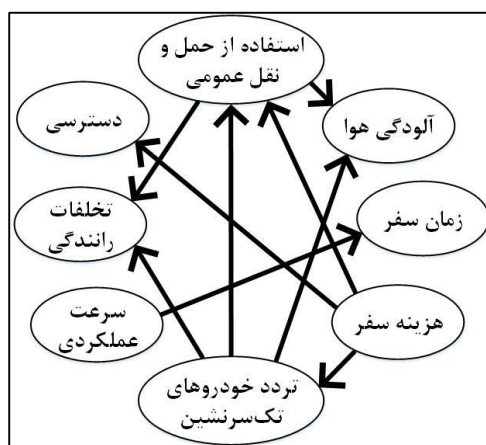 استفاده از حمل و
نقل عمومی
آلودگی هوا
دسترسی
زمان سفر
تخلفات
رانندگی
هزینه سفر
سرعت
عملکردی
تردد خودروهای
تک‌سرنشین